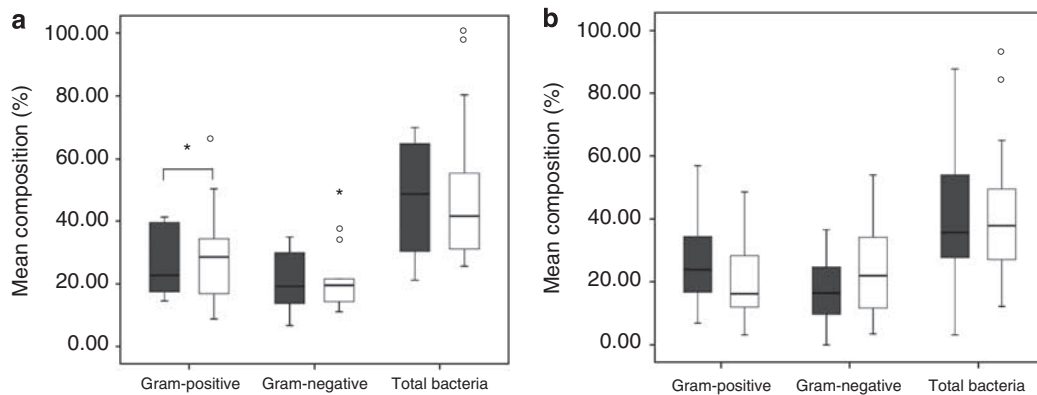 a
Mean composition (%)
100.00
80.00
60.00
40.00
20.00
0.00
*
*
Gram-positive Gram-negative Total bacteria
b
Mean composition (%)
100.00
80.00
60.00
40.00
20.00
0.00
Gram-positive Gram-negative Total bacteria